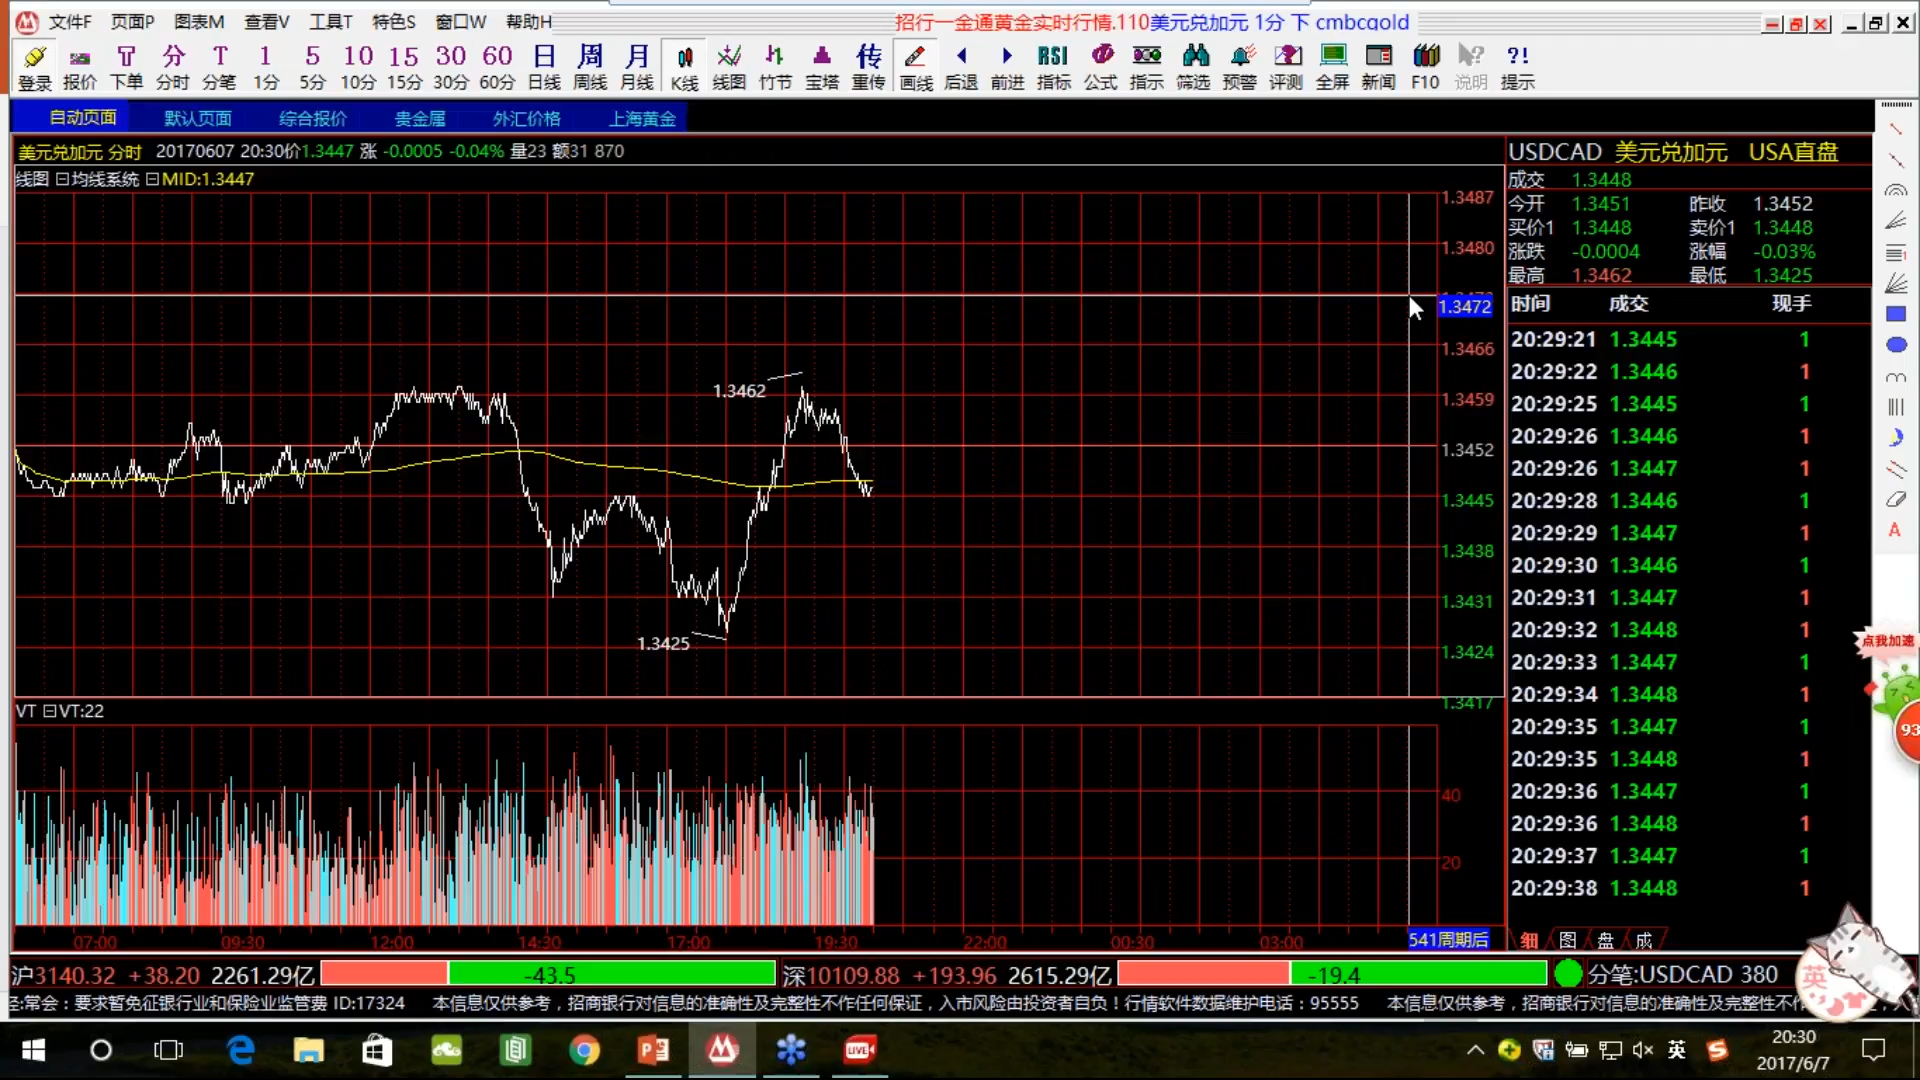 文件F 页面P 图表M 查看V 工具T 特色S 窗口W 帮助H 招行一金通黄金实时行情.110美元兑加元 1分 下 cmbcgold
T 分 T 1 5 10 15 30 60 日 周 月 传 RSI ?!
登录 报价 下单 分时 分笔 1分 5分 10分 15分 30分 60分 日线 周线 月线 K线 线图 竹节 宝塔 重传 画线 后退 前进 指标 公式 指示 筛选 预警 评测 全屏 新闻 F10 说明 提示
自动页面 默认页面 综合报价 贵金属 外汇价格 上海黄金
美元兑加元 分时 20170607 20:30价1.3447 涨 -0.0005 -0.04% 量23 额31 870
线图 均线系统 MID:1.3447
1.3487
1.3480
1.3472
1.3466
1.3459
1.3452
1.3445
1.3438
1.3431
1.3424
1.3417
1.3462
1.3425
VT VT:22
40
20
07:00 09:30 12:00 14:30 17:00 19:30 22:00 00:30 03:00 541周期后
USDCAD 美元兑加元 USA直盘
成交 1.3448
今开 1.3451 昨收 1.3452
买价1 1.3448 卖价1 1.3448
涨跌 -0.0004 涨幅 -0.03%
最高 1.3462 最低 1.3425
时间 成交 现手
20:29:21 1.3445 1
20:29:22 1.3446 1
20:29:25 1.3445 1
20:29:26 1.3446 1
20:29:26 1.3447 1
20:29:28 1.3446 1
20:29:29 1.3447 1
20:29:30 1.3446 1
20:29:31 1.3447 1
20:29:32 1.3448 1
20:29:33 1.3447 1
20:29:34 1.3448 1
20:29:35 1.3447 1
20:29:35 1.3448 1
20:29:36 1.3447 1
20:29:36 1.3448 1
20:29:37 1.3447 1
20:29:38 1.3448 1
细 图 盘 成
A
点我加速
93
英
沪3140.32 +38.20 2261.29亿 -43.5 深10109.88 +193.96 2615.29亿 -19.4 分笔:USDCAD 380
常会：要求暂免征银行业和保险业监管费 ID:17324 本信息仅供参考，招商银行对信息的准确性及完整性不作任何保证，入市风险由投资者自负！行情软件数据维护电话：95555 本信息仅供参考，招商银行对信息的准确性及完整性不
LIVE 英
20:30
2017/6/7